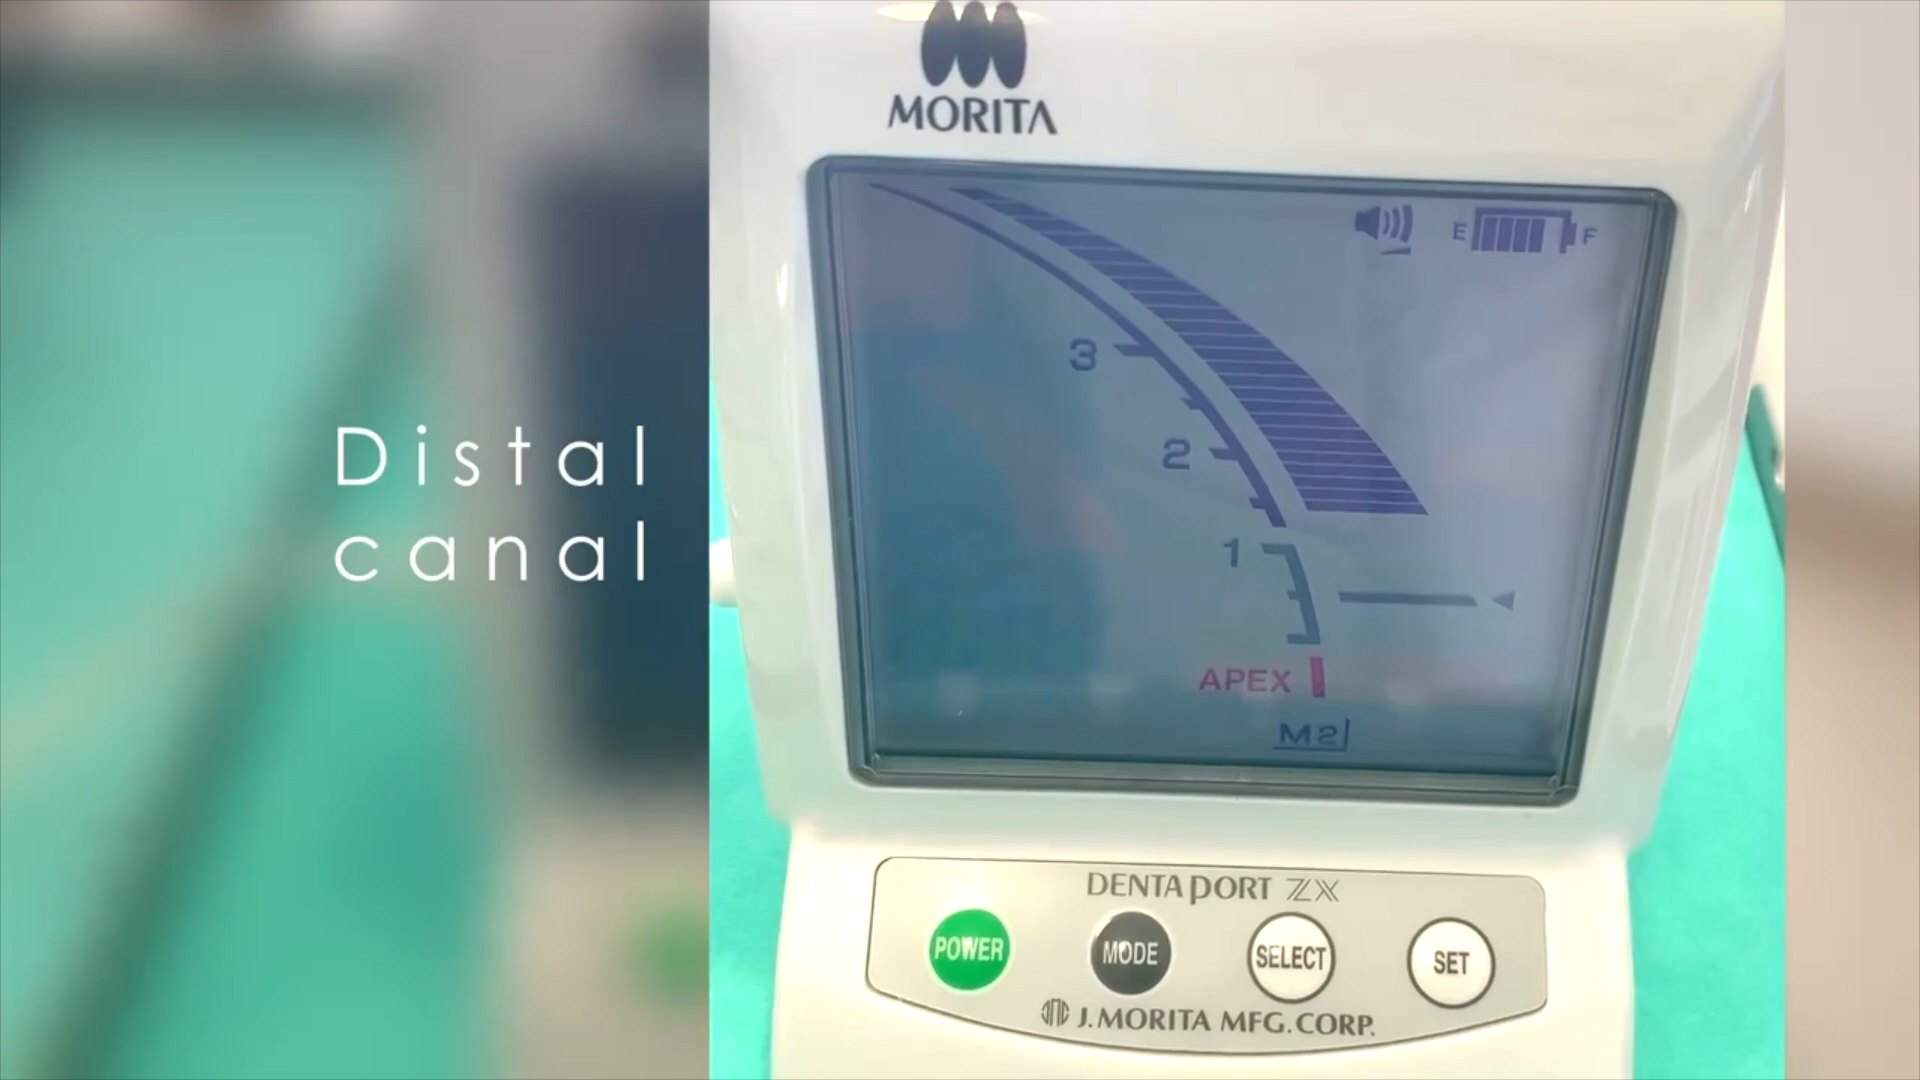 MORITA
E F
3
2
1
APEX
M2
Distal
canal
DENTAPORT ZX
POWER MODE SELECT SET
J. MORITA MFG. CORP.